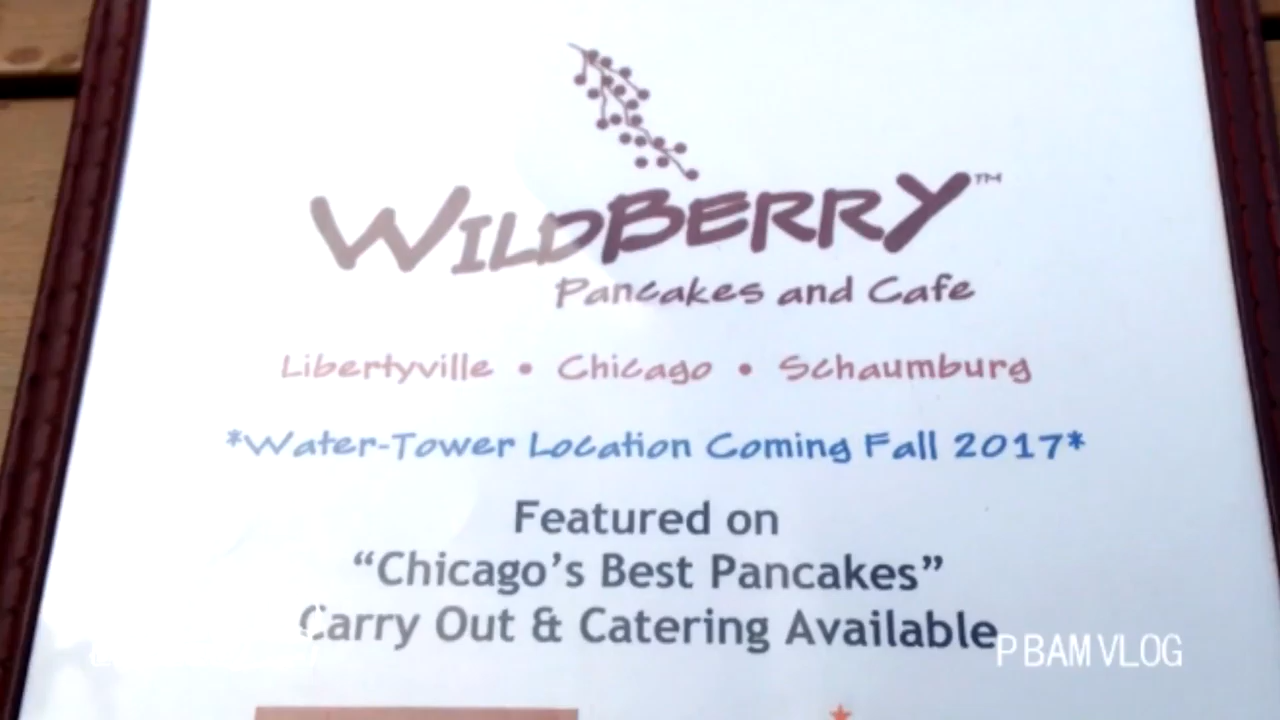 WILDBERRY™
Pancakes and Cafe
Libertyville • Chicago • Schaumburg
*Water-Tower Location Coming Fall 2017*
Featured on
“Chicago’s Best Pancakes”
Carry Out & Catering Available
P BAM VLOG